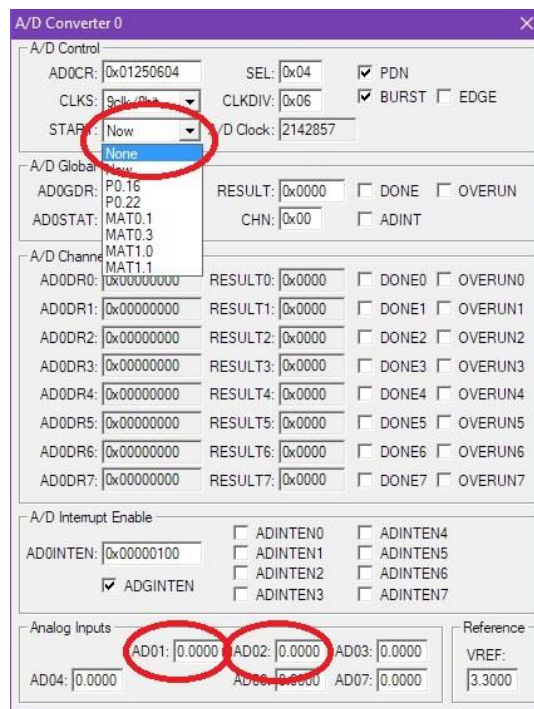 A/D Converter 0
A/D Control
AD0CR: 0x01250604 SEL: 0x04 PDN
CLKS: CLKDIV: 0x06 BURST EDGE
START: Now A/D Clock: 2142857
None
P0.16
P0.22
MAT0.1
MAT0.3
MAT1.0
MAT1.1
A/D Global
AD0GDR: RESULT: 0x0000 DONE OVERUN
AD0STAT: CHN: 0x00 ADINT
AD0DR0: 0x00000000 RESULT0: 0x0000 DONE0 OVERUN0
AD0DR1: 0x00000000 RESULT1: 0x0000 DONE1 OVERUN1
AD0DR2: 0x00000000 RESULT2: 0x0000 DONE2 OVERUN2
AD0DR3: 0x00000000 RESULT3: 0x0000 DONE3 OVERUN3
AD0DR4: 0x00000000 RESULT4: 0x0000 DONE4 OVERUN4
AD0DR5: 0x00000000 RESULT5: 0x0000 DONE5 OVERUN5
AD0DR6: 0x00000000 RESULT6: 0x0000 DONE6 OVERUN6
AD0DR7: 0x00000000 RESULT7: 0x0000 DONE7 OVERUN7
A/D Interrupt Enable
ADINTEN0 ADINTEN4
AD0INTEN: 0x00000100 ADINTEN1 ADINTEN5
ADINTEN2 ADINTEN6
ADGINTEN ADINTEN3 ADINTEN7
Analog Inputs Reference
AD01: 0.0000 AD02: 0.0000 AD03: 0.0000 VREF:
AD04: 0.0000 0.0000 AD07: 0.0000 3.3000